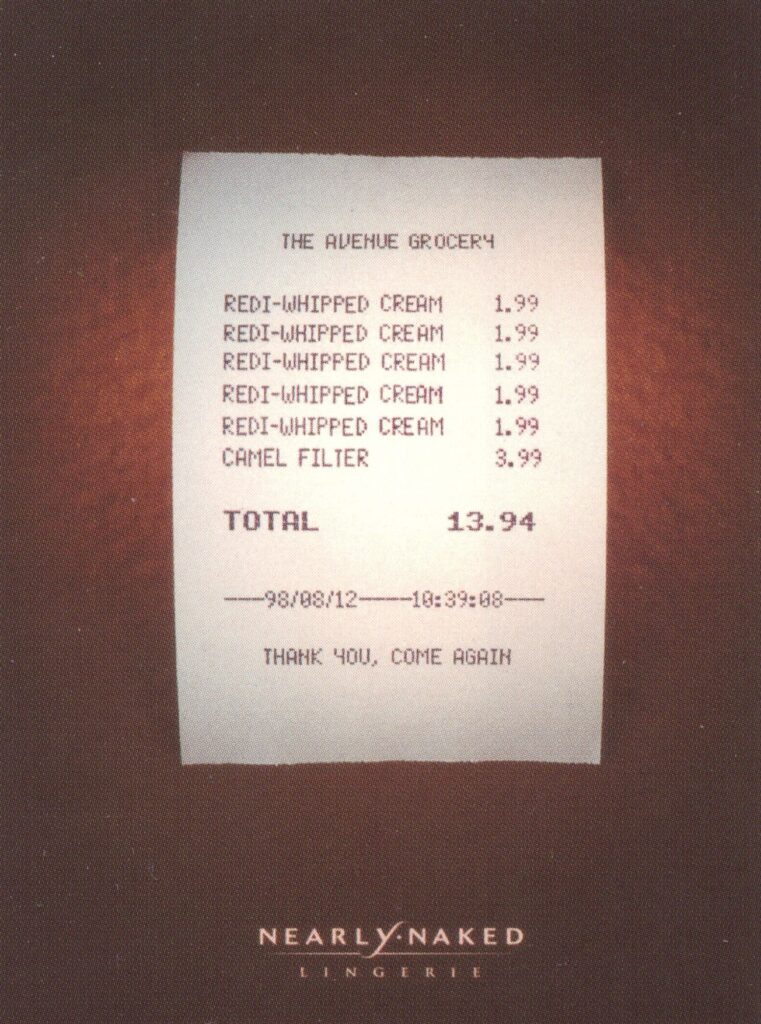 THE AVENUE GROCERY
REDI-WHIPPED CREAM 1.99
REDI-WHIPPED CREAM 1.99
REDI-WHIPPED CREAM 1.99
REDI-WHIPPED CREAM 1.99
REDI-WHIPPED CREAM 1.99
CAMEL FILTER 3.99
TOTAL 13.94
———98/08/12————10:39:08———
THANK YOU, COME AGAIN
NEARLY·NAKED
LINGERIE